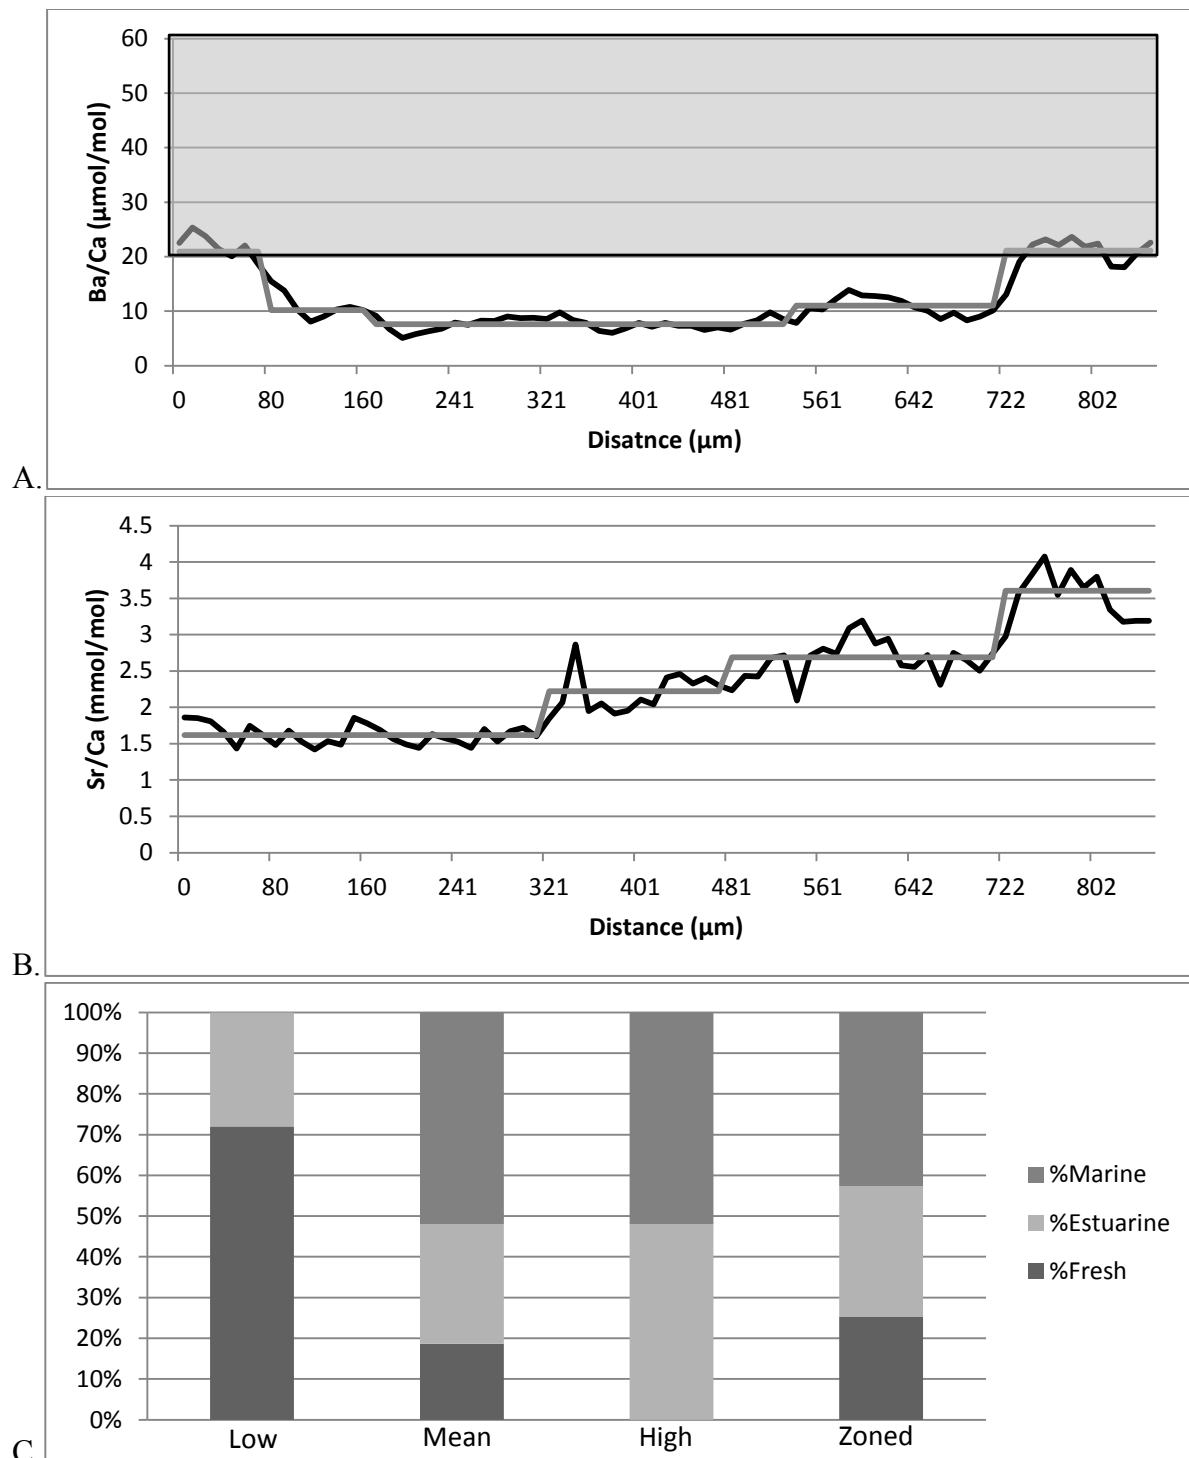 60
50
40
30
20
10
0
Ba/Ca (µmol/mol)
0 80 160 241 321 401 481 561 642 722 802
Disatnce (µm)
A.
4.5
4
3.5
3
2.5
2
1.5
1
0.5
0
Sr/Ca (mmol/mol)
0 80 160 241 321 401 481 561 642 722 802
Distance (µm)
B.
100%
90%
80%
70%
60%
50%
40%
30%
20%
10%
0%
Low Mean High Zoned
%Marine
%Estuarine
%Fresh
C